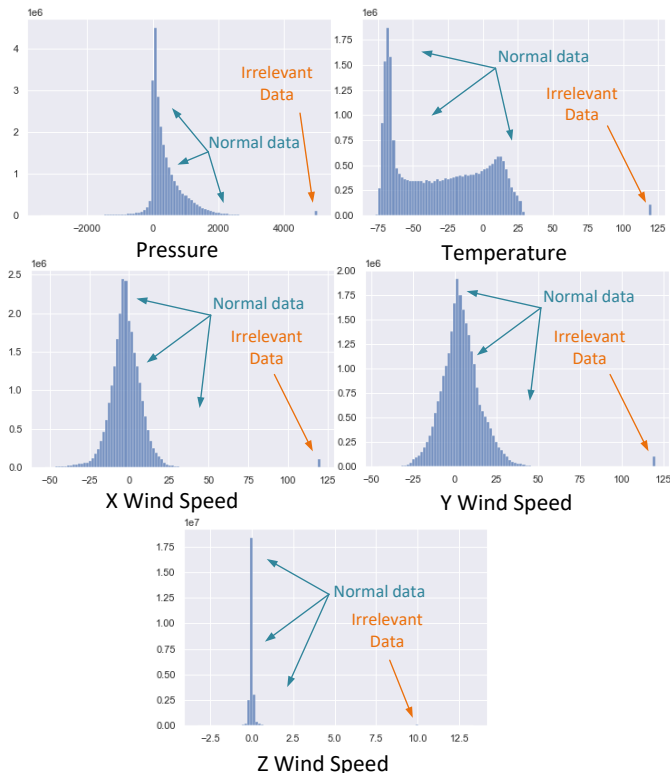 1e6
4
3
2
1
0
−2000
0
2000
4000
Irrelevant
Data
Normal data
Pressure
1e6
1.75
1.50
1.25
1.00
0.75
0.50
0.25
0.00
−75
−50
−25
0
25
50
75
100
125
Normal data
Irrelevant
Data
Temperature
1e6
2.5
2.0
1.5
1.0
0.5
0.0
−50
−25
0
25
50
75
100
125
Normal data
Irrelevant
Data
X Wind Speed
1e6
2.00
1.75
1.50
1.25
1.00
0.75
0.50
0.25
0.00
−50
−25
0
25
50
75
100
125
Normal data
Irrelevant
Data
Y Wind Speed
1e7
1.75
1.50
1.25
1.00
0.75
0.50
0.25
0.00
−2.5
0.0
2.5
5.0
7.5
10.0
12.5
Normal data
Irrelevant
Data
Z Wind Speed